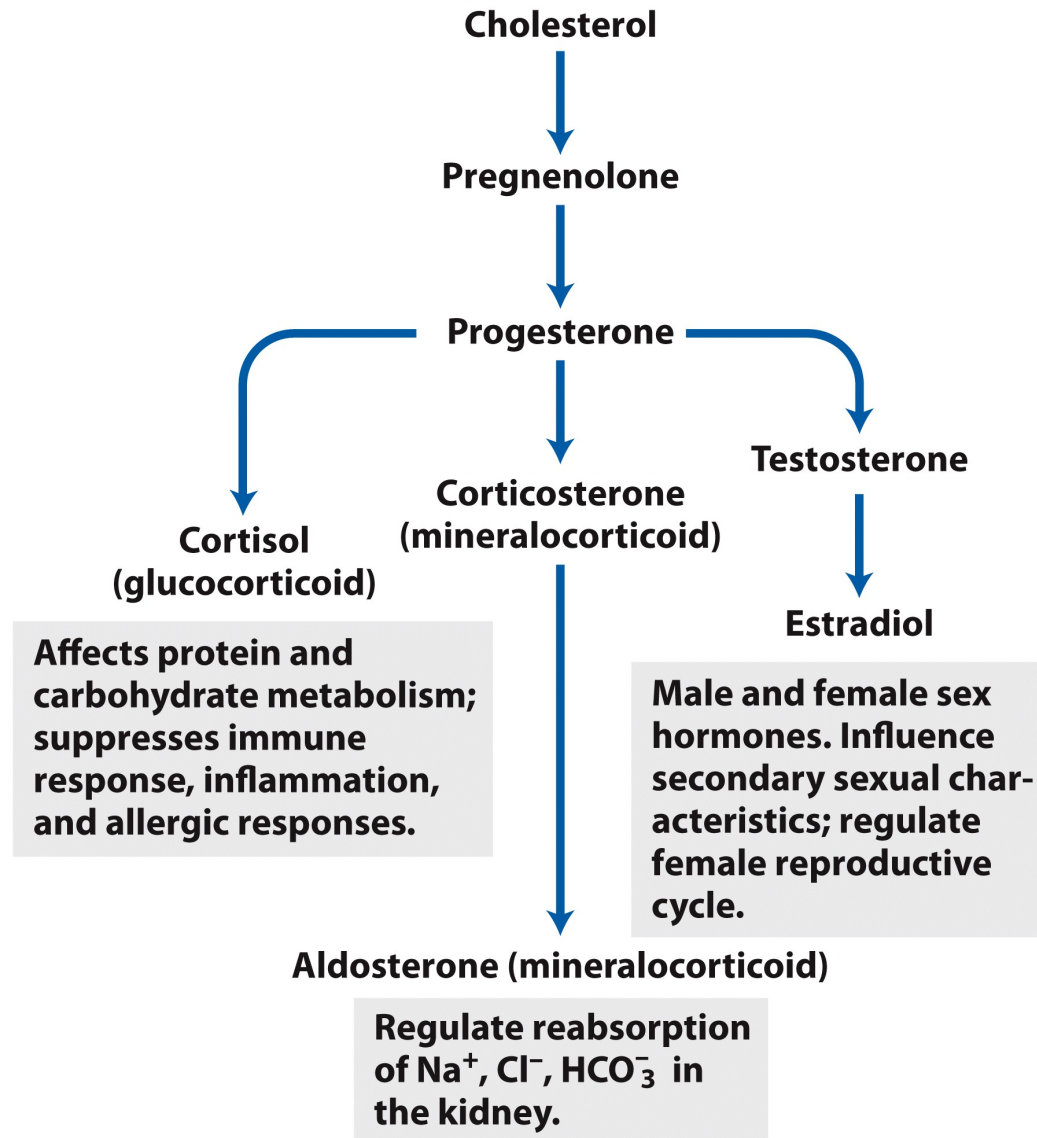 Cholesterol
Pregnenolone
Progesterone
Testosterone
Corticosterone
(mineralocorticoid)
Cortisol
(glucocorticoid)
Estradiol
Affects protein and
carbohydrate metabolism;
suppresses immune
response, inflammation,
and allergic responses.
Male and female sex
hormones. Influence
secondary sexual char-
acteristics; regulate
female reproductive
cycle.
Aldosterone (mineralocorticoid)
Regulate reabsorption
of Na⁺, Cl⁻, HCO₃⁻ in
the kidney.